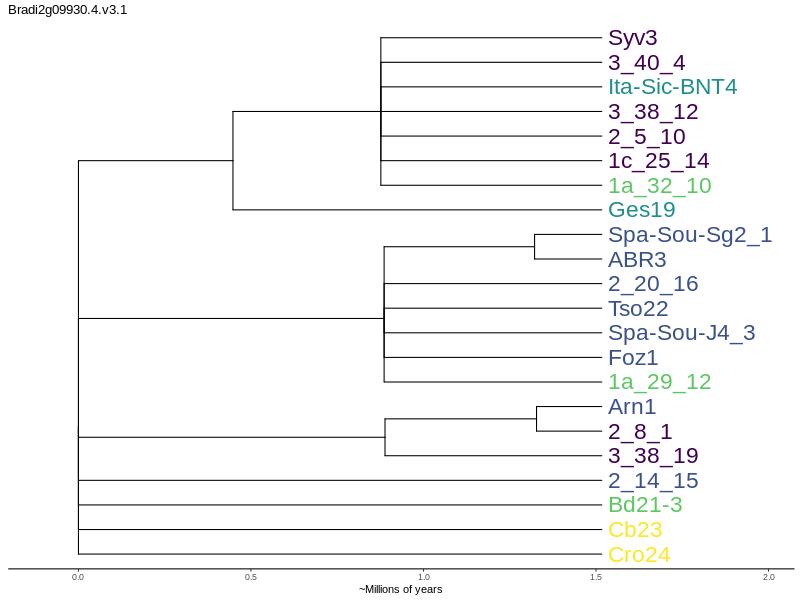 Bradi2g09930.4.v3.1
Syv3
3_40_4
Ita-Sic-BNT4
3_38_12
2_5_10
1c_25_14
1a_32_10
Ges19
Spa-Sou-Sg2_1
ABR3
2_20_16
Tso22
Spa-Sou-J4_3
Foz1
1a_29_12
Arn1
2_8_1
3_38_19
2_14_15
Bd21-3
Cb23
Cro24
0.0 0.5 1.0 1.5 2.0
~Millions of years